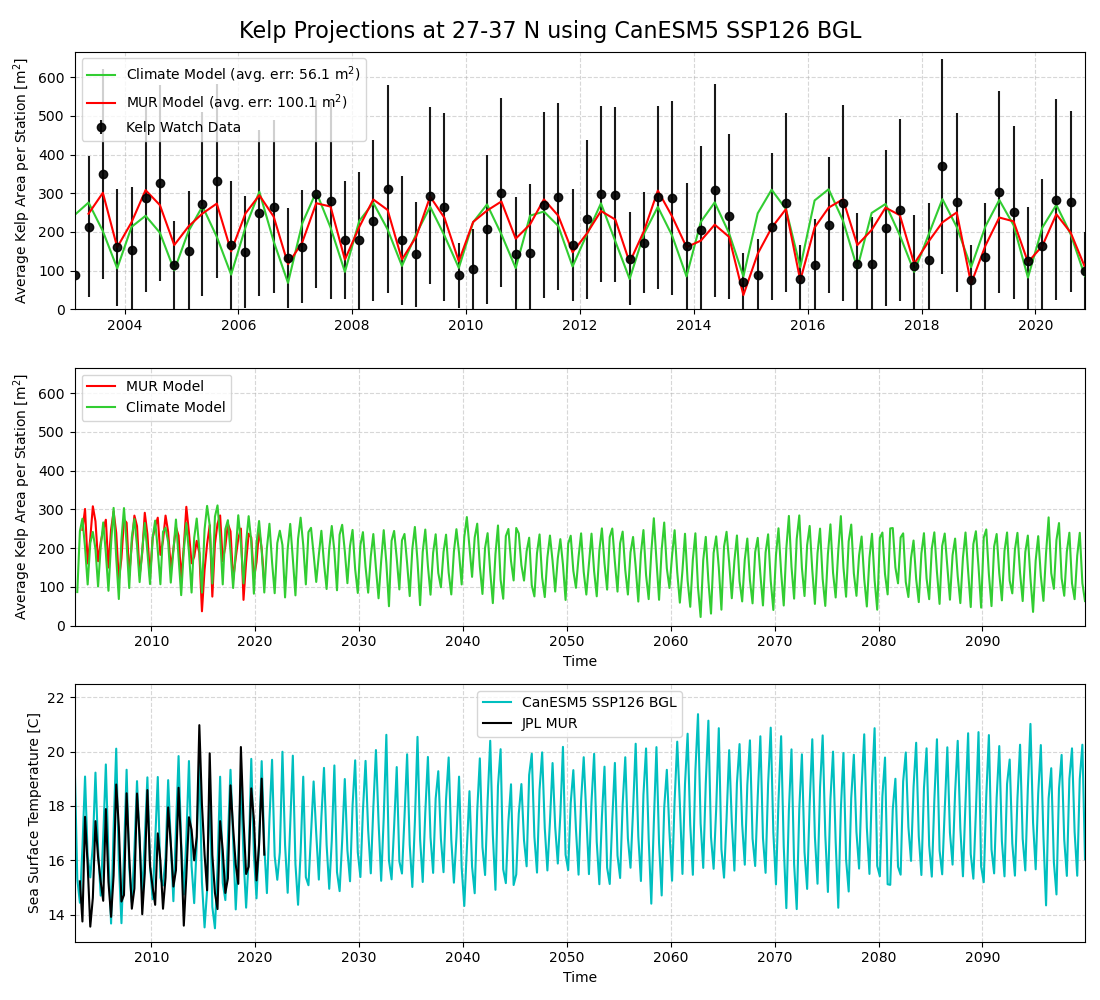 Kelp Projections at 27-37 N using CanESM5 SSP126 BGL
Average Kelp Area per Station [m²]
600
500
400
300
200
100
0
Climate Model (avg. err: 56.1 m²)
MUR Model (avg. err: 100.1 m²)
Kelp Watch Data
2004 2006 2008 2010 2012 2014 2016 2018 2020
Average Kelp Area per Station [m²]
600
500
400
300
200
100
0
MUR Model
Climate Model
2010 2020 2030 2040 2050 2060 2070 2080 2090
Time
Sea Surface Temperature [C]
22
20
18
16
14
CanESM5 SSP126 BGL
JPL MUR
2010 2020 2030 2040 2050 2060 2070 2080 2090
Time